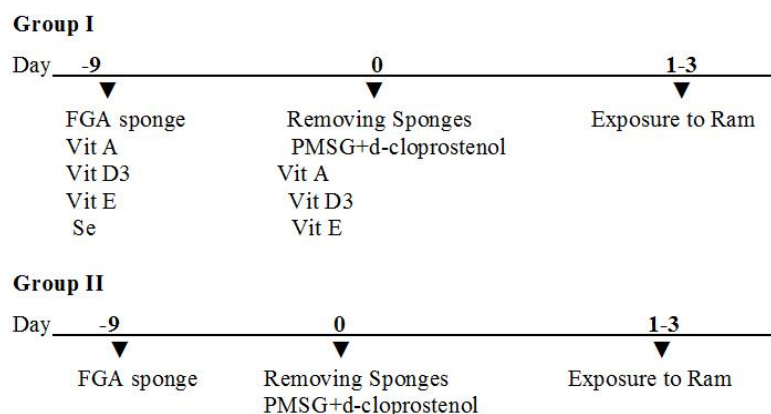 Group I
Day -9 0 1-3
FGA sponge Removing Sponges Exposure to Ram
Vit A PMSG+d-cloprostenol
Vit D3 Vit A
Vit E Vit D3
Se Vit E
Group II
Day -9 0 1-3
FGA sponge Removing Sponges Exposure to Ram
PMSG+d-cloprostenol